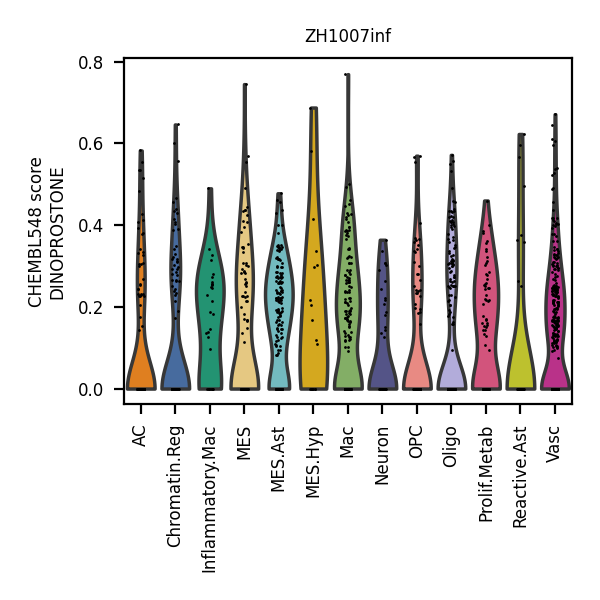 ZH1007inf
CHEMBL548 score
DINOPROSTONE
0.8
0.6
0.4
0.2
0.0
AC
Chromatin.Reg
Inflammatory.Mac
MES
MES.Ast
MES.Hyp
Mac
Neuron
OPC
Oligo
Prolif.Metab
Reactive.Ast
Vasc